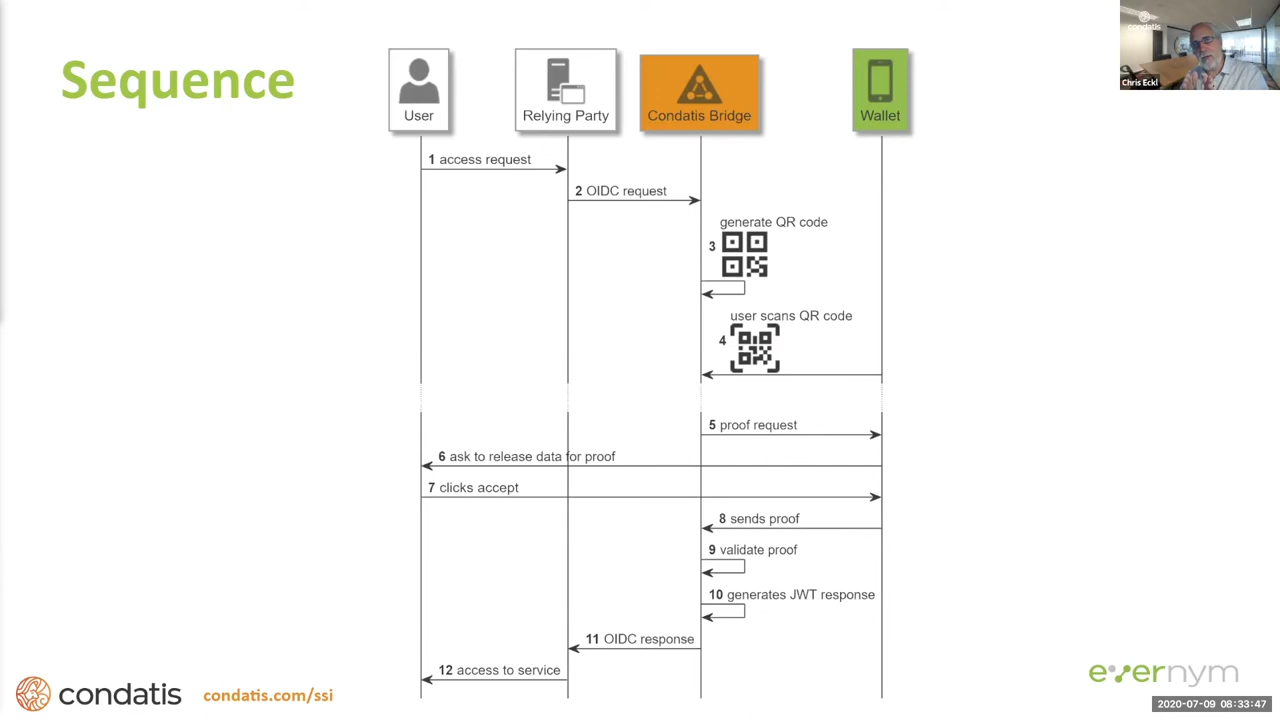 Sequence
condatis
Chris Eckl
User
Relying Party
Condatis Bridge
Wallet
1 access request
2 OIDC request
generate QR code
3
user scans QR code
4
5 proof request
6 ask to release data for proof
7 clicks accept
8 sends proof
9 validate proof
10 generates JWT response
11 OIDC response
12 access to service
condatis
condatis.com/ssi
evernym
2020-07-09 08:33:47